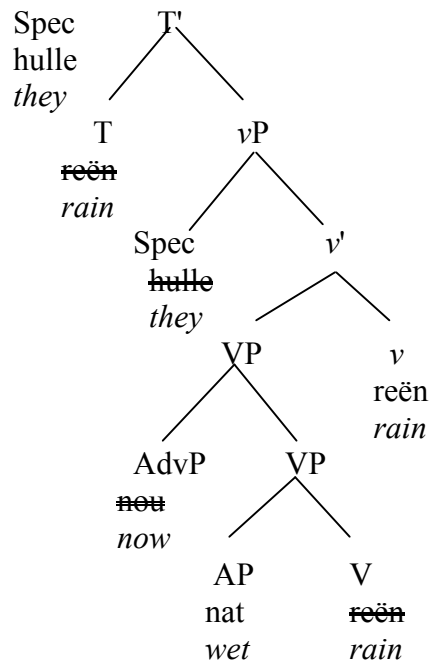 Spec T'
hulle
they
T vP
reën
rain
Spec v'
hulle
they
VP v
reën
rain
AdvP VP
nou
now
AP V
nat reën
wet rain